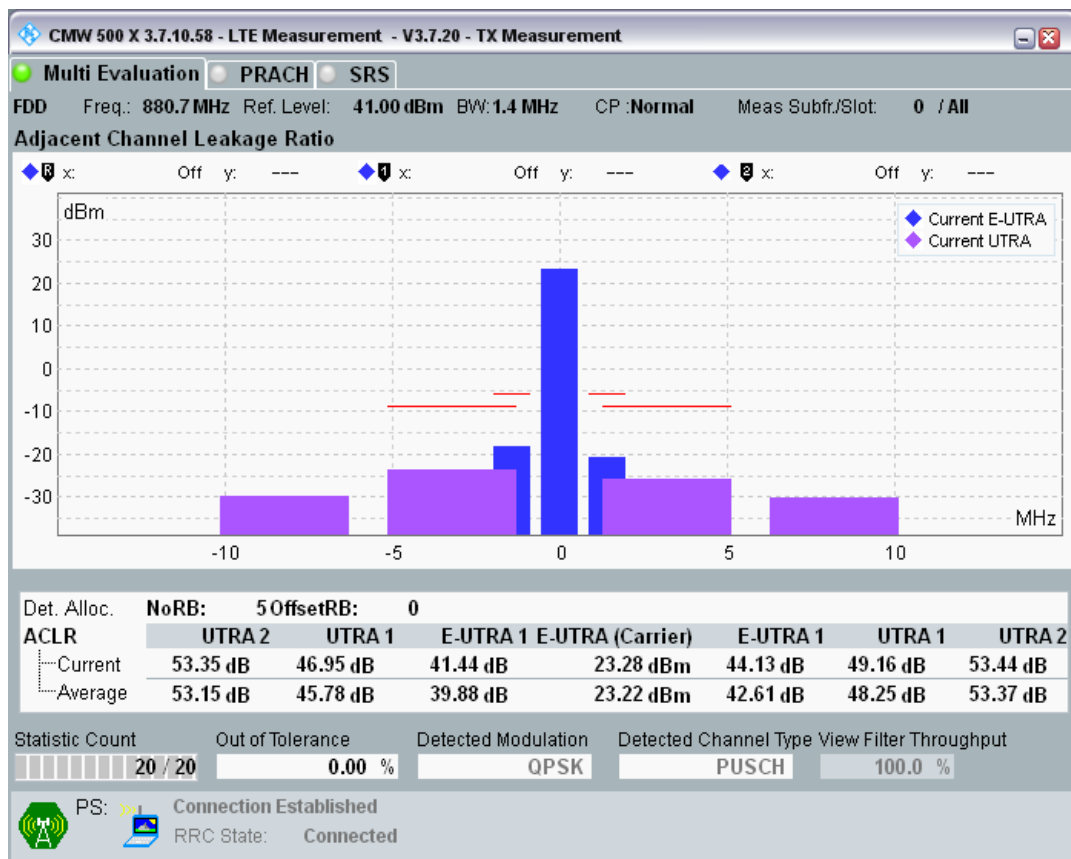 CMW 500 X 3.7.10.58 - LTE Measurement - V3.7.20 - TX Measurement
Multi Evaluation PRACH SRS
FDD Freq.: 880.7 MHz Ref. Level: 41.00 dBm BW: 1.4 MHz CP :Normal Meas Subfr./Slot: 0 / All
Adjacent Channel Leakage Ratio
R x: Off y: --- 1 x: Off y: --- 2 x: Off y: ---
dBm
Current E-UTRA
Current UTRA
30
20
10
0
-10
-20
-30
MHz
-10 -5 0 5 10
Det. Alloc. NoRB: 5 OffsetRB: 0
ACLR UTRA 2 UTRA 1 E-UTRA 1 E-UTRA (Carrier) E-UTRA 1 UTRA 1 UTRA 2
Current 53.35 dB 46.95 dB 41.44 dB 23.28 dBm 44.13 dB 49.16 dB 53.44 dB
Average 53.15 dB 45.78 dB 39.88 dB 23.22 dBm 42.61 dB 48.25 dB 53.37 dB
Statistic Count Out of Tolerance Detected Modulation Detected Channel Type View Filter Throughput
20 / 20 0.00 % QPSK PUSCH 100.0 %
PS: Connection Established
RRC State: Connected